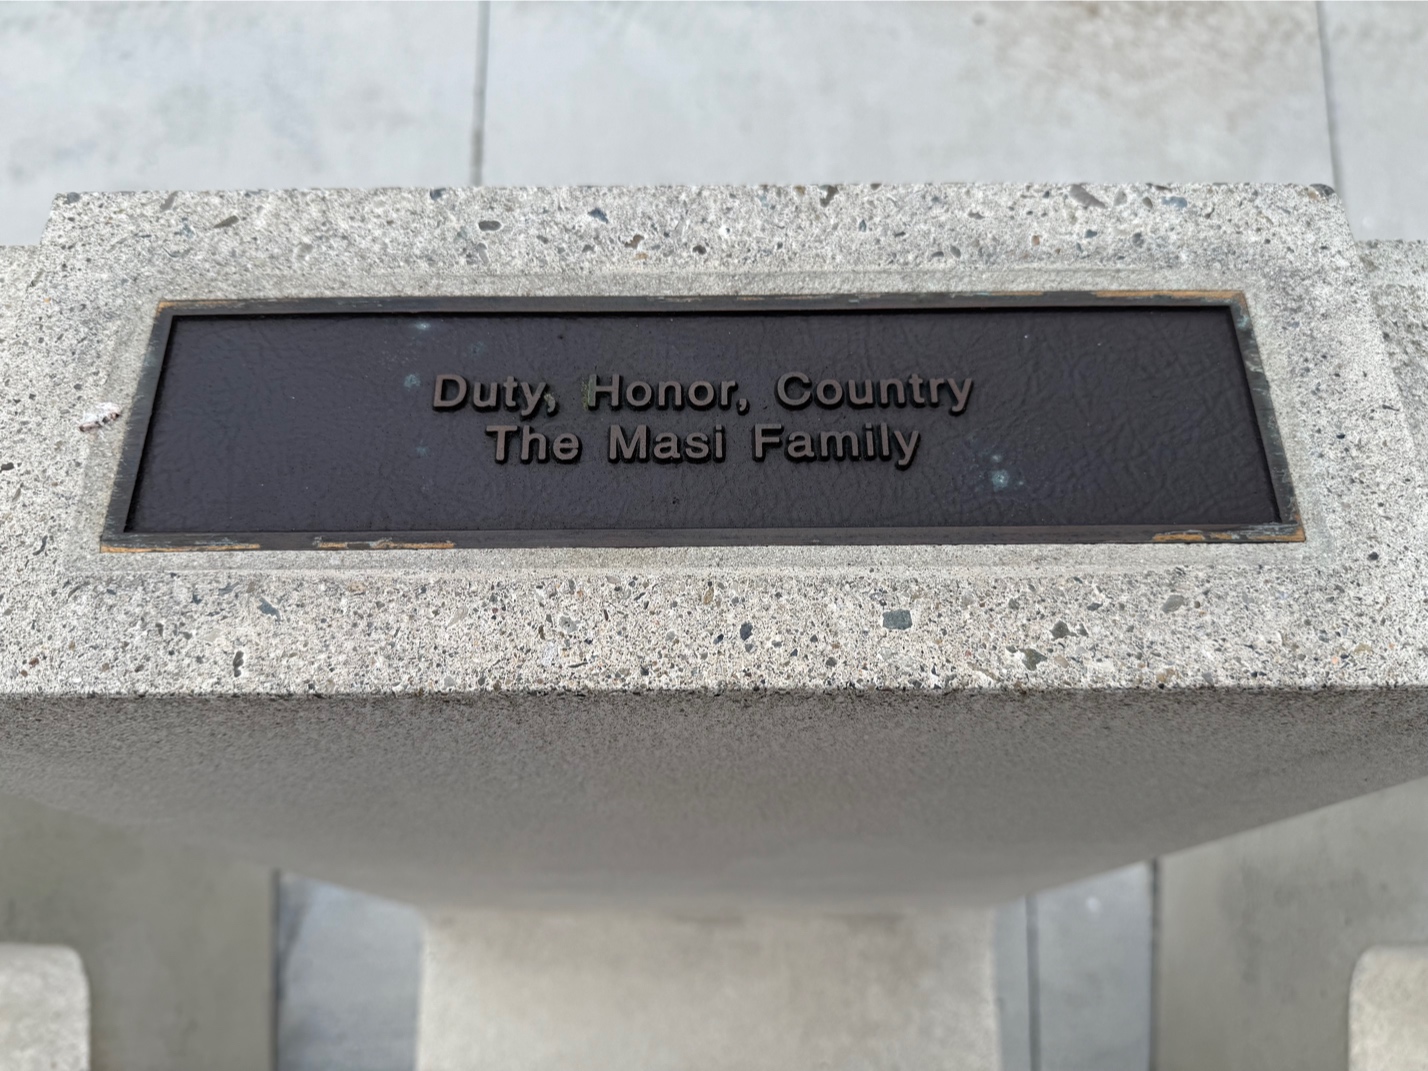 Duty, Honor, Country
The Masi Family